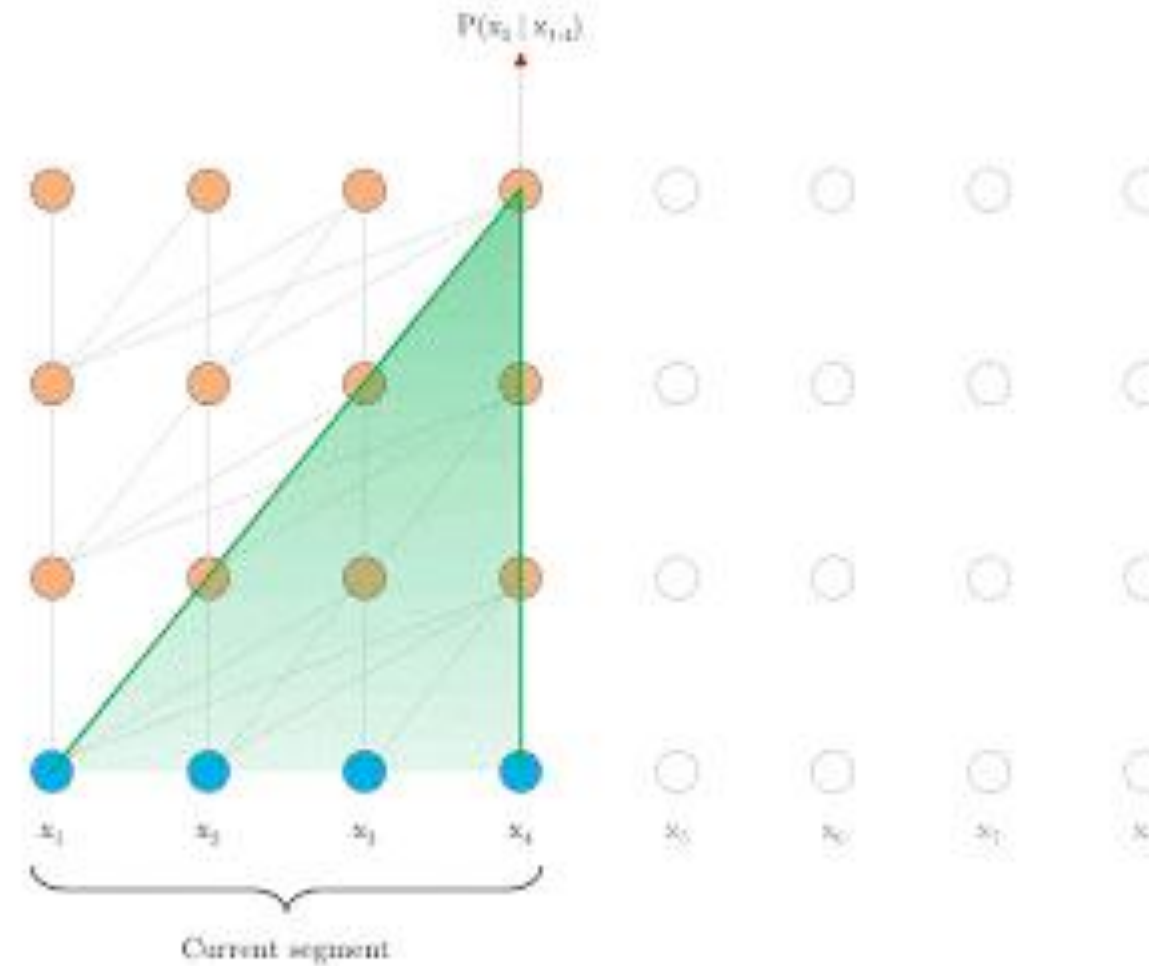 P(x₅ | x₁:₄)
x₁ x₂ x₃ x₄ x₅ x₆ x₇
Current segment